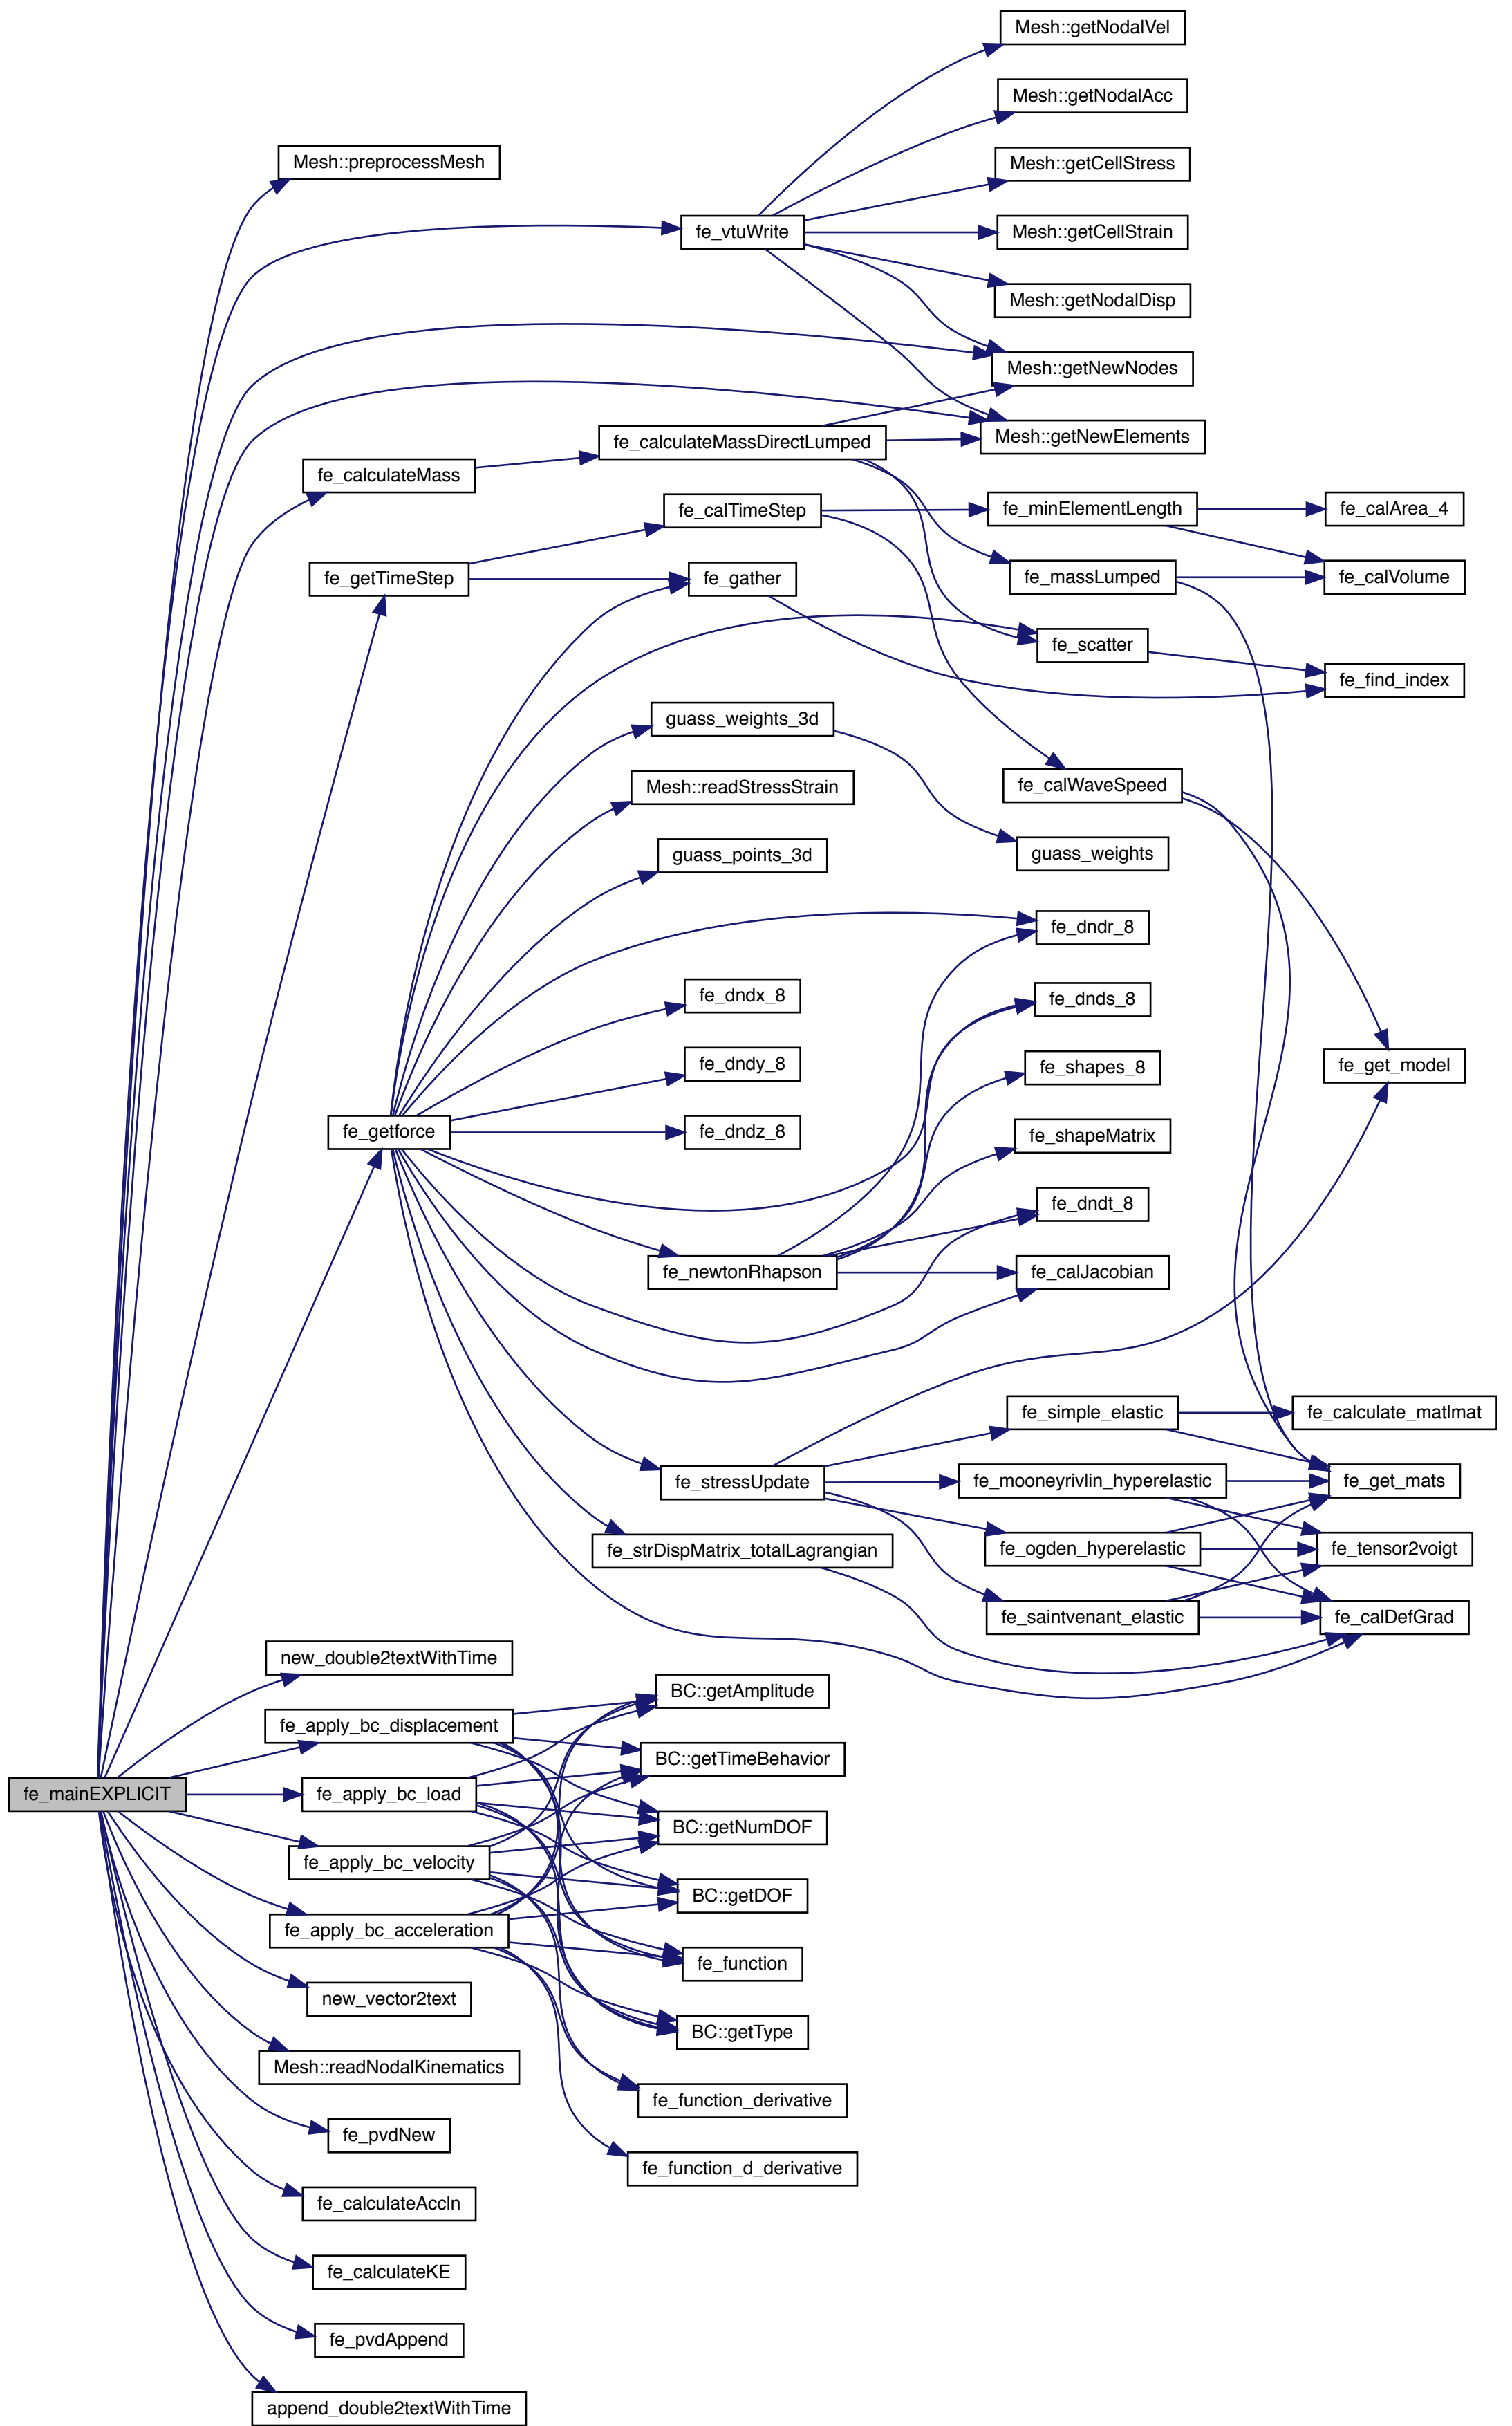 Mesh::getNodalVel
Mesh::getNodalAcc
Mesh::preprocessMesh
Mesh::getCellStress
fe_vtuWrite
Mesh::getCellStrain
Mesh::getNodalDisp
Mesh::getNewNodes
fe_calculateMassDirectLumped
Mesh::getNewElements
fe_calculateMass
fe_calTimeStep
fe_minElementLength
fe_calArea_4
fe_getTimeStep
fe_gather
fe_massLumped
fe_calVolume
fe_scatter
fe_find_index
guass_weights_3d
Mesh::readStressStrain
fe_calWaveSpeed
guass_points_3d
guass_weights
fe_dndr_8
fe_dndx_8
fe_dnds_8
fe_dndy_8
fe_shapes_8
fe_get_model
fe_getforce
fe_dndz_8
fe_shapeMatrix
fe_dndt_8
fe_newtonRhapson
fe_calJacobian
fe_simple_elastic
fe_calculate_matlmat
fe_stressUpdate
fe_mooneyrivlin_hyperelastic
fe_get_mats
fe_strDispMatrix_totalLagrangian
fe_ogden_hyperelastic
fe_tensor2voigt
fe_saintvenant_elastic
fe_calDefGrad
new_double2textWithTime
BC::getAmplitude
fe_apply_bc_displacement
BC::getTimeBehavior
fe_mainEXPLICIT
fe_apply_bc_load
BC::getNumDOF
fe_apply_bc_velocity
BC::getDOF
fe_apply_bc_acceleration
fe_function
new_vector2text
BC::getType
Mesh::readNodalKinematics
fe_function_derivative
fe_pvdNew
fe_function_d_derivative
fe_calculateAccln
fe_calculateKE
fe_pvdAppend
append_double2textWithTime